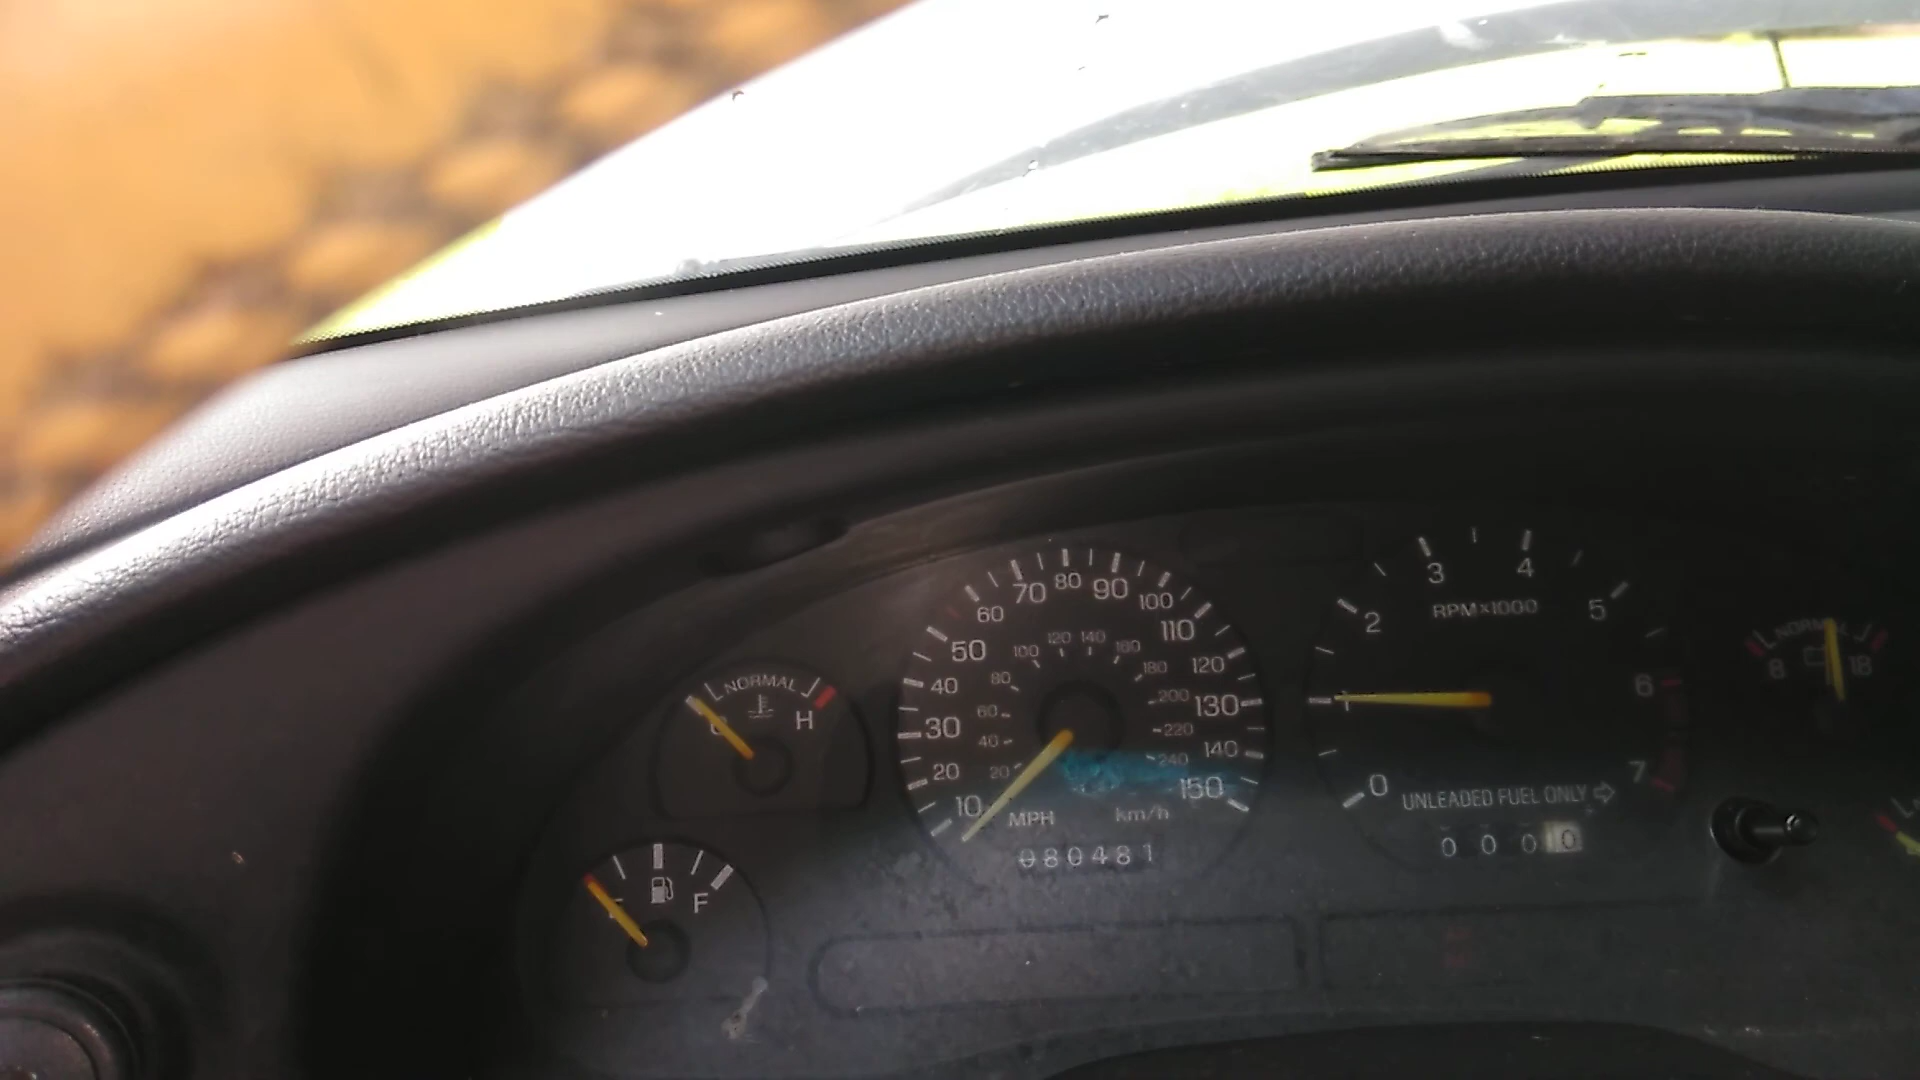 NORMAL
C H
F
10 20 30 40 50 60 70 80 90 100 110 120 130 140 150
20 40 60 80 100 120 140 160 180 200 220 240
MPH km/h
080481
0 1 2 3 4 5 6 7
RPM×1000
UNLEADED FUEL ONLY
0 0 0 0
NORMAL
8 18